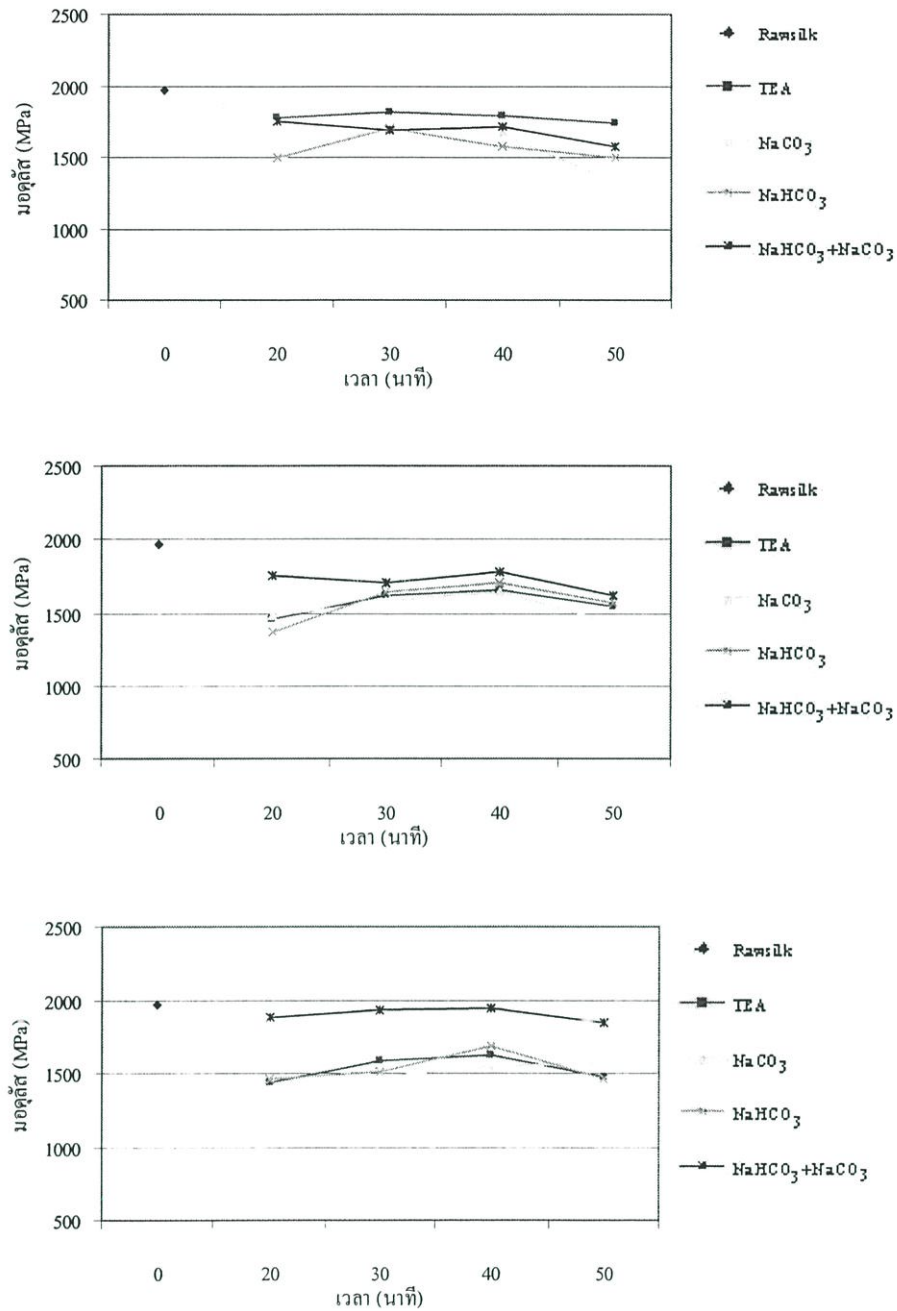 2500
2000
1500
1000
500
มอดุลัส (MPa)
0 20 30 40 50
เวลา (นาที)
Rawsilk
TEA
NaCO3
NaHCO3
NaHCO3+NaCO3
2500
2000
1500
1000
500
มอดุลัส (MPa)
0 20 30 40 50
เวลา (นาที)
Rawsilk
TEA
NaCO3
NaHCO3
NaHCO3+NaCO3
2500
2000
1500
1000
500
มอดุลัส (MPa)
0 20 30 40 50
เวลา (นาที)
Rawsilk
TEA
NaCO3
NaHCO3
NaHCO3+NaCO3